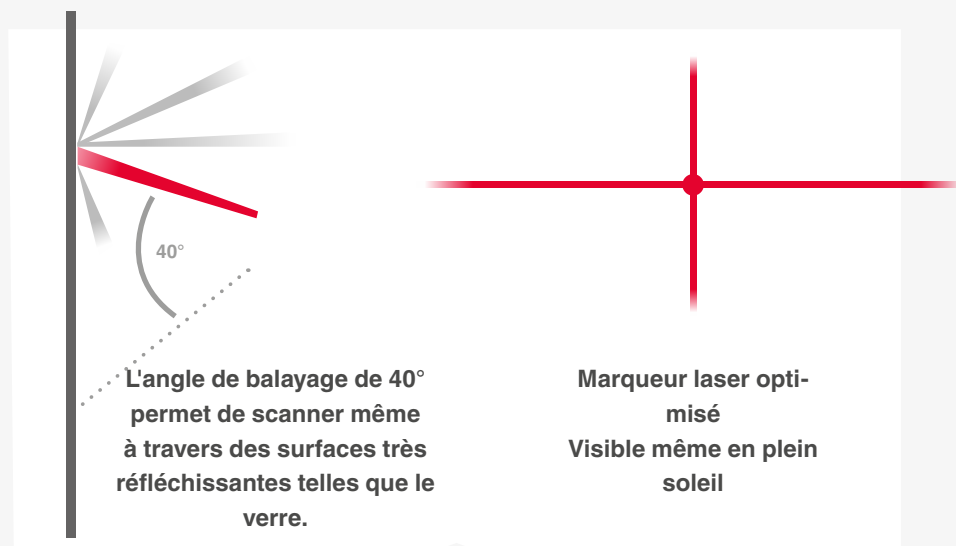 40°
L'angle de balayage de 40°
permet de scanner même
à travers des surfaces très
réfléchissantes telles que le
verre.
Marqueur laser opti-
misé
Visible même en plein
soleil